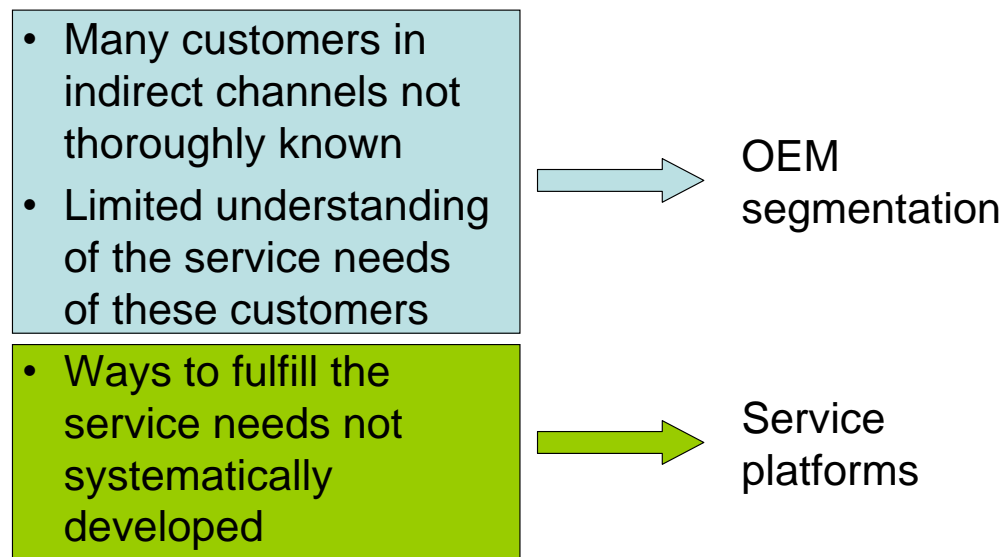 • Many customers in
indirect channels not
thoroughly known
• Limited understanding
of the service needs
of these customers
OEM
segmentation
• Ways to fulfill the
service needs not
systematically
developed
Service
platforms